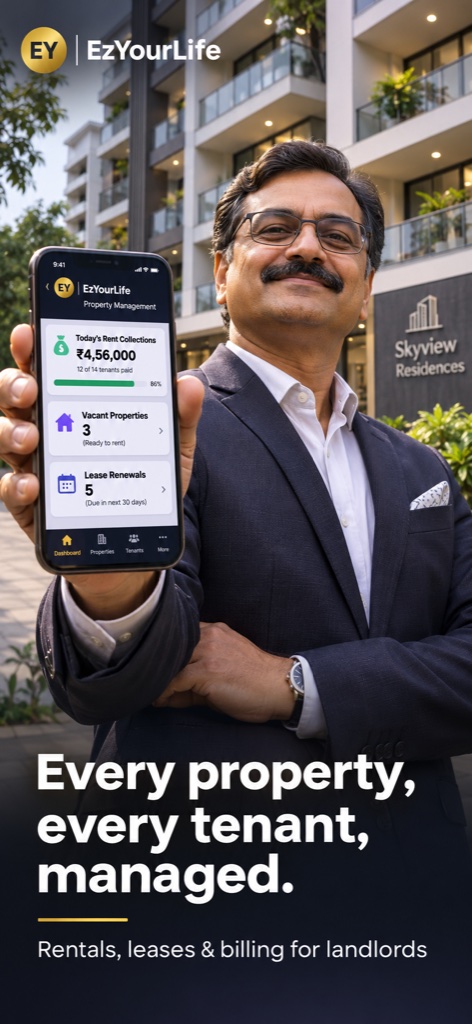 EY | EzYourLife
9:41
EY EzYourLife
Property Management
Today's Rent Collections
₹4,56,000
12 of 14 tenants paid
86%
Vacant Properties
3
(Ready to rent)
Lease Renewals
5
(Due in next 30 days)
Dashboard Properties Tenants More
Skyview
Residences
Every property,
every tenant,
managed.
Rentals, leases & billing for landlords